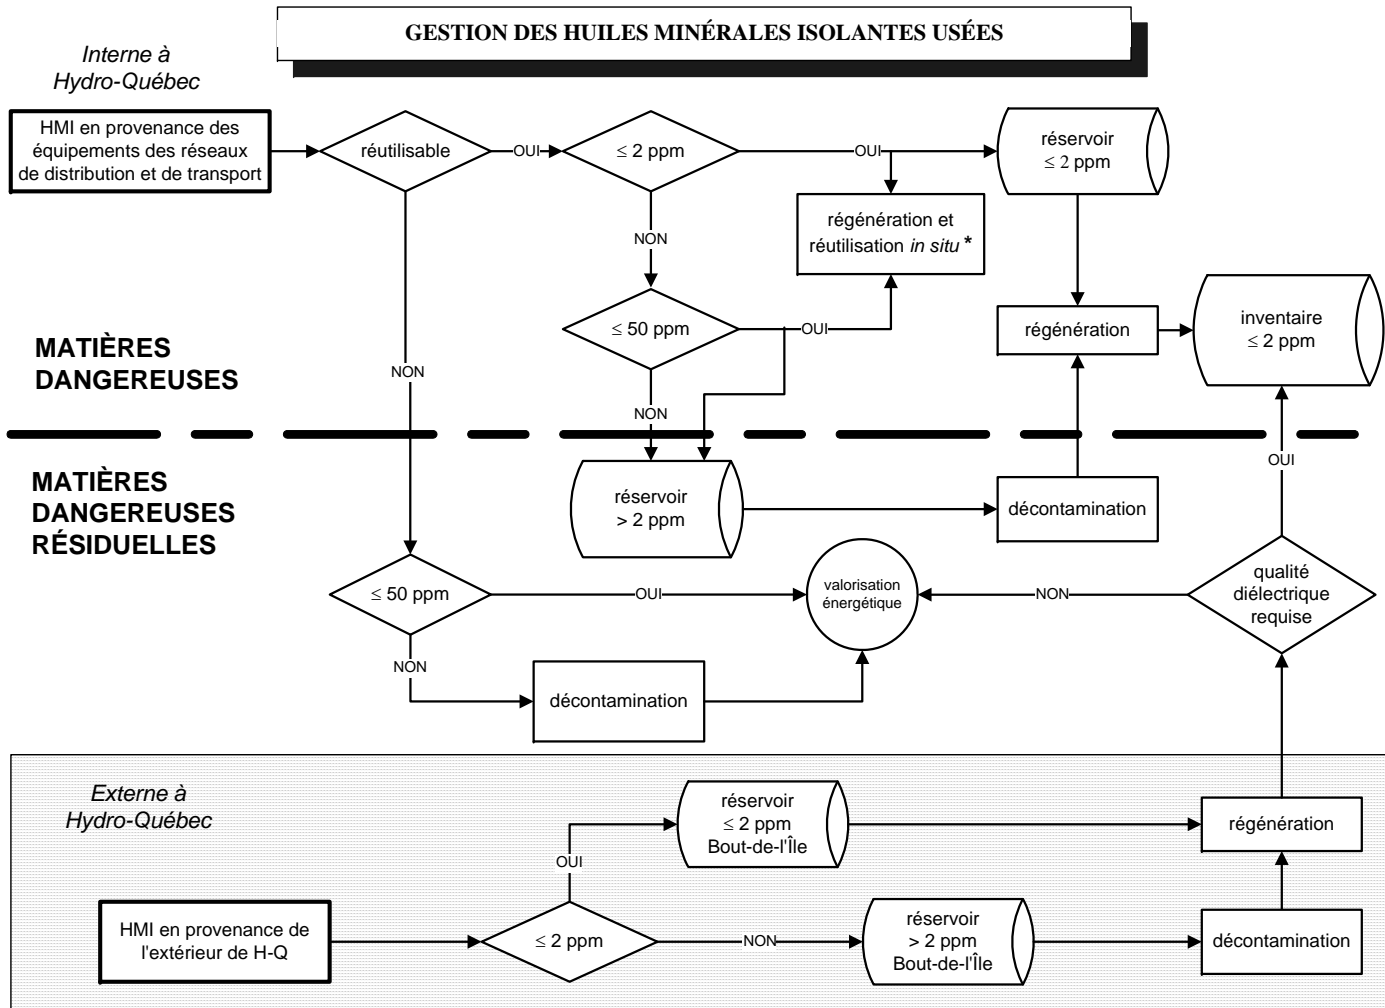 GESTION DES HUILES MINÉRALES ISOLANTES USÉES
Interne à
Hydro-Québec
HMI en provenance des
équipements des réseaux
de distribution et de transport
réutilisable
OUI
≤ 2 ppm
OUI
réservoir
≤ 2 ppm
NON
régénération et
réutilisation in situ *
≤ 50 ppm
OUI
régénération
inventaire
≤ 2 ppm
MATIÈRES
DANGEREUSES
NON
NON
OUI
MATIÈRES
DANGEREUSES
RÉSIDUELLES
réservoir
> 2 ppm
décontamination
≤ 50 ppm
OUI
valorisation
énergétique
NON
qualité
diélectrique
requise
NON
décontamination
Externe à
Hydro-Québec
réservoir
≤ 2 ppm
Bout-de-l'Île
régénération
OUI
HMI en provenance de
l'extérieur de H-Q
≤ 2 ppm
NON
réservoir
> 2 ppm
Bout-de-l'Île
décontamination